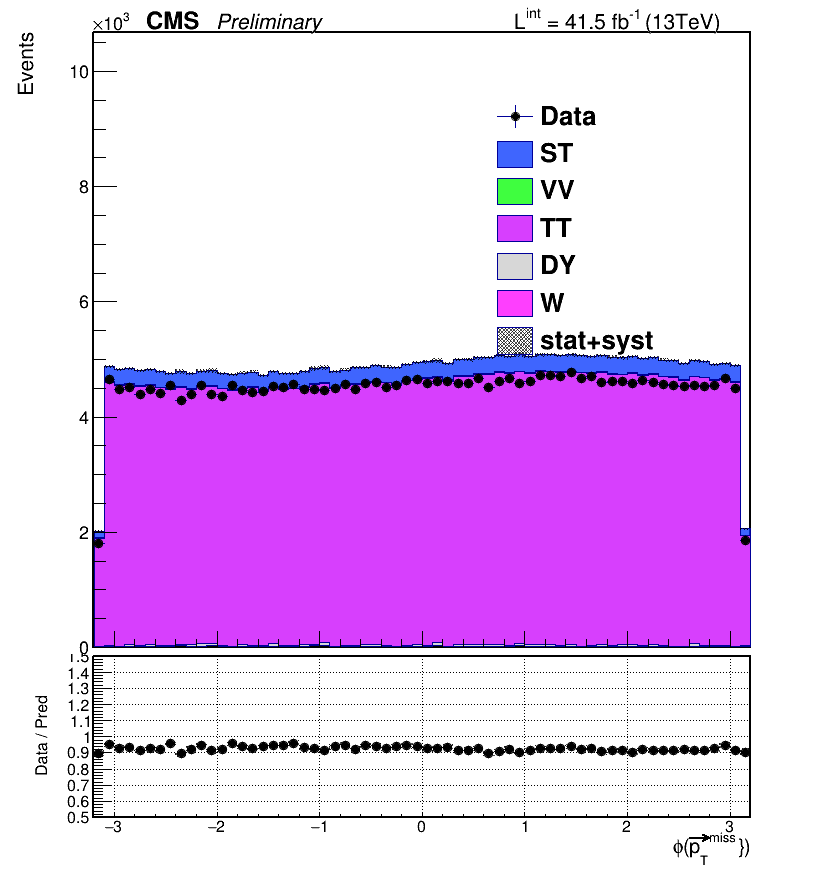 ×10³ CMS Preliminary L^int = 41.5 fb⁻¹ (13TeV)
Events
10
8
6
4
2
0
Data
ST
VV
TT
DY
W
stat+syst
Data / Pred
1.5
1.4
1.3
1.2
1.1
1
0.9
0.8
0.7
0.6
0.5
−3 −2 −1 0 1 2 3
ϕ(p⃗_T^miss})